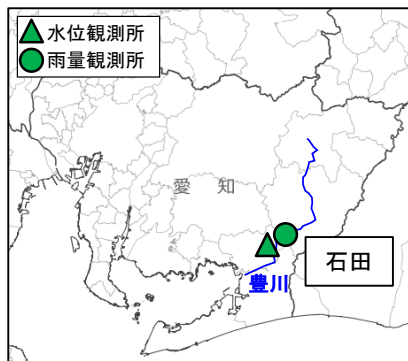 水位観測所
雨量観測所
愛 知
石田
豊川